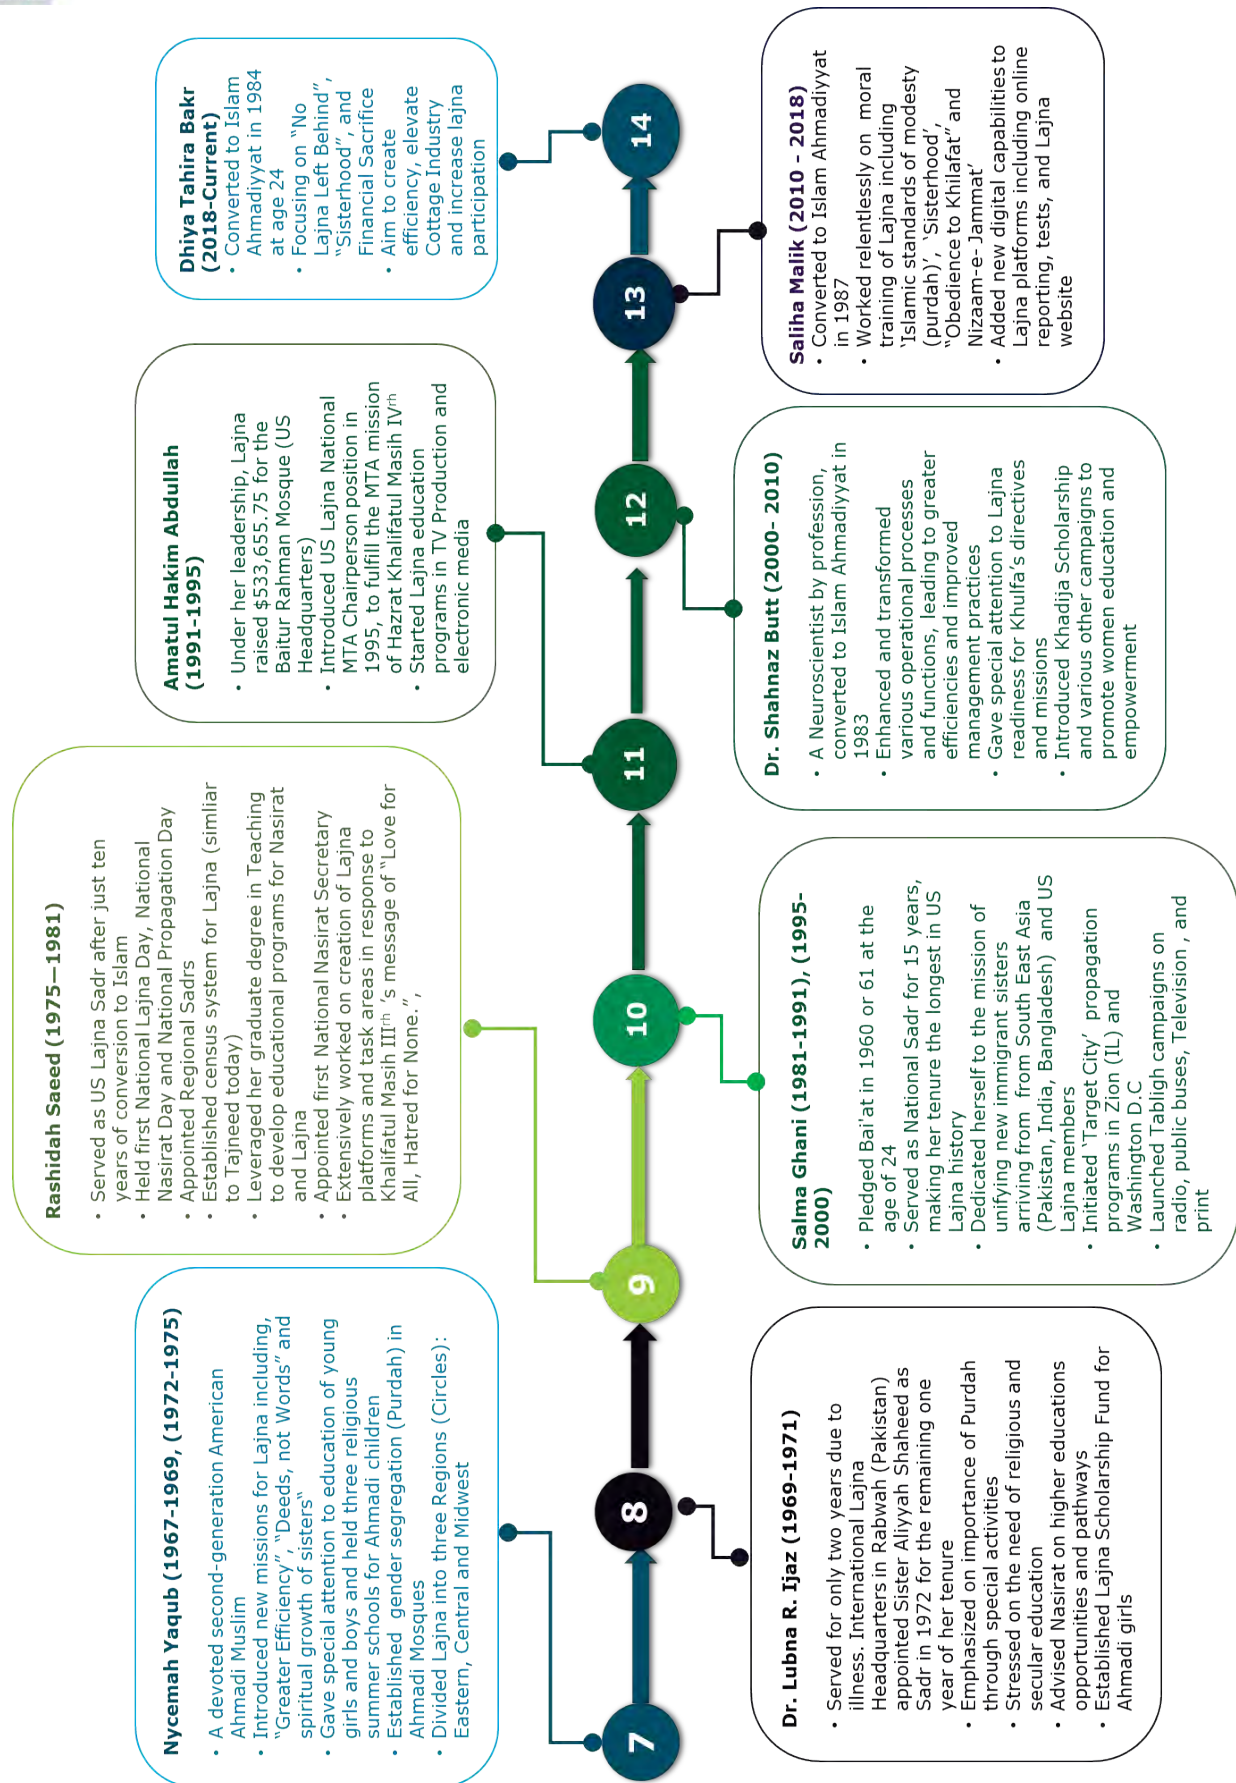 Nycemah Yaqub (1967-1969, (1972-1975)
• A devoted second-generation American
Ahmadi Muslim
• Introduced new missions for Lajna including,
“Greater Efficiency”, “Deeds, not Words” and
spiritual growth of sisters“
• Gave special attention to education of young
girls and boys and held three religious
summer schools for Ahmadi children
• Established gender segregation (Purdah) in
Ahmadi Mosques
• Divided Lajna into three Regions (Circles):
Eastern, Central and Midwest
Rashidah Saeed (1975—1981)
• Served as US Lajna Sadr after just ten
years of conversion to Islam
• Held first National Lajna Day, National
Nasirat Day and National Propagation Day
• Appointed Regional Sadrs
• Established census system for Lajna (simliar
to Tajneed today)
• Leveraged her graduate degree in Teaching
to develop educational programs for Nasirat
and Lajna
• Appointed first National Nasirat Secretary
• Extensively worked on creation of Lajna
platforms and task areas in response to
Khalifatul Masih IIIrh ‘s message of “Love for
All, Hatred for None.”,
Amatul Hakim Abdullah
(1991-1995)
• Under her leadership, Lajna
raised $533,655.75 for the
Baitur Rahman Mosque (US
Headquarters)
• Introduced US Lajna National
MTA Chairperson position in
1995, to fulfill the MTA mission
of Hazrat Khalifatul Masih IVrh
• Started Lajna education
programs in TV Production and
electronic media
Dhiya Tahira Bakr
(2018-Current)
• Converted to Islam
Ahmadiyyat in 1984
at age 24
• Focusing on “No
Lajna Left Behind”,
“Sisterhood”, and
Financial Sacrifice
• Aim to create
efficiency, elevate
Cottage Industry
and increase lajna
participation
7
8
9
10
11
12
13
14
Dr. Lubna R. Ijaz (1969-1971)
• Served for only two years due to
illness. International Lajna
Headquarters in Rabwah (Pakistan)
appointed Sister Aliyyah Shaheed as
Sadr in 1972 for the remaining one
year of her tenure
• Emphasized on importance of Purdah
through special activities
• Stressed on the need of religious and
secular education
• Advised Nasirat on higher educations
opportunities and pathways
• Established Lajna Scholarship Fund for
Ahmadi girls
Salma Ghani (1981-1991), (1995-
2000)
• Pledged Bai'at in 1960 or 61 at the
age of 24
• Served as National Sadr for 15 years,
making her tenure the longest in US
Lajna history
• Dedicated herself to the mission of
unifying new immigrant sisters
arriving from from South East Asia
(Pakistan, India, Bangladesh) and US
Lajna members
• Initiated ‘Target City’ propagation
programs in Zion (IL) and
Washington D.C
• Launched Tabligh campaigns on
radio, public buses, Television , and
print
Dr. Shahnaz Butt (2000- 2010)
• A Neuroscientist by profession,
converted to Islam Ahmadiyyat in
1983
• Enhanced and transformed
various operational processes
and functions, leading to greater
efficiencies and improved
management practices
• Gave special attention to Lajna
readiness for Khulfa’s directives
and missions
• Introduced Khadija Scholarship
and various other campaigns to
promote women education and
empowerment
Saliha Malik (2010 - 2018)
• Converted to Islam Ahmadiyyat
in 1987
• Worked relentlessly on moral
training of Lajna including
‘Islamic standards of modesty
(purdah)’, ‘Sisterhood’,
“Obedience to Khilafat” and
Nizaam-e-Jammat’
• Added new digital capabilities to
Lajna platforms including online
reporting, tests, and Lajna
website